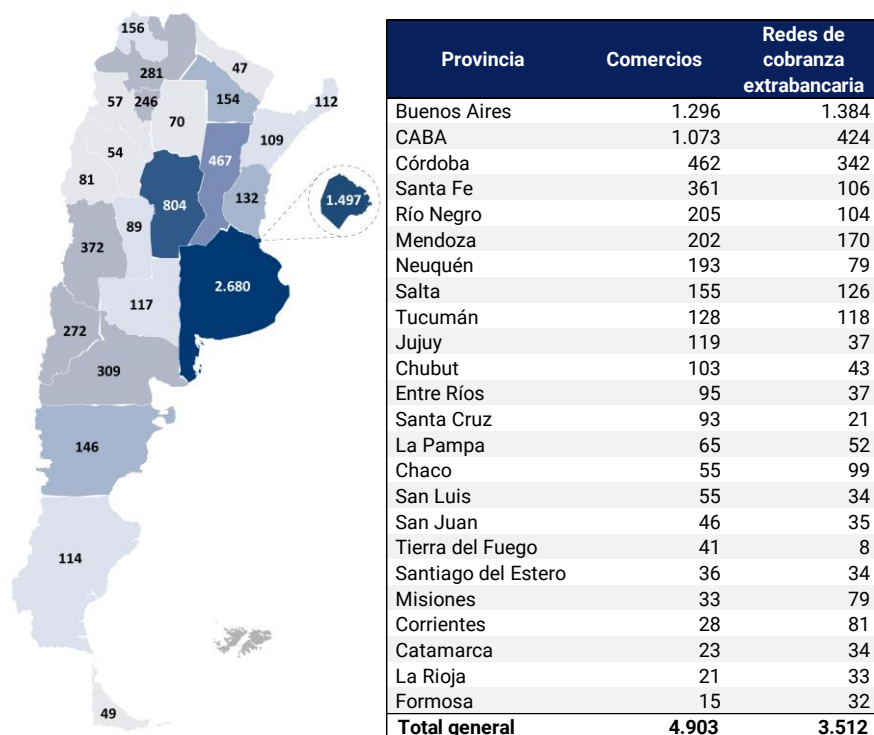 156
47
281
57
246
154
112
70
109
54
467
81
132
804
1.497
89
372
2.680
117
272
309
146
114
49
Provincia Comercios Redes de cobranza extrabancaria
Buenos Aires 1.296 1.384
CABA 1.073 424
Córdoba 462 342
Santa Fe 361 106
Río Negro 205 104
Mendoza 202 170
Neuquén 193 79
Salta 155 126
Tucumán 128 118
Jujuy 119 37
Chubut 103 43
Entre Ríos 95 37
Santa Cruz 93 21
La Pampa 65 52
Chaco 55 99
San Luis 55 34
San Juan 46 35
Tierra del Fuego 41 8
Santiago del Estero 36 34
Misiones 33 79
Corrientes 28 81
Catamarca 23 34
La Rioja 21 33
Formosa 15 32
Total general 4.903 3.512